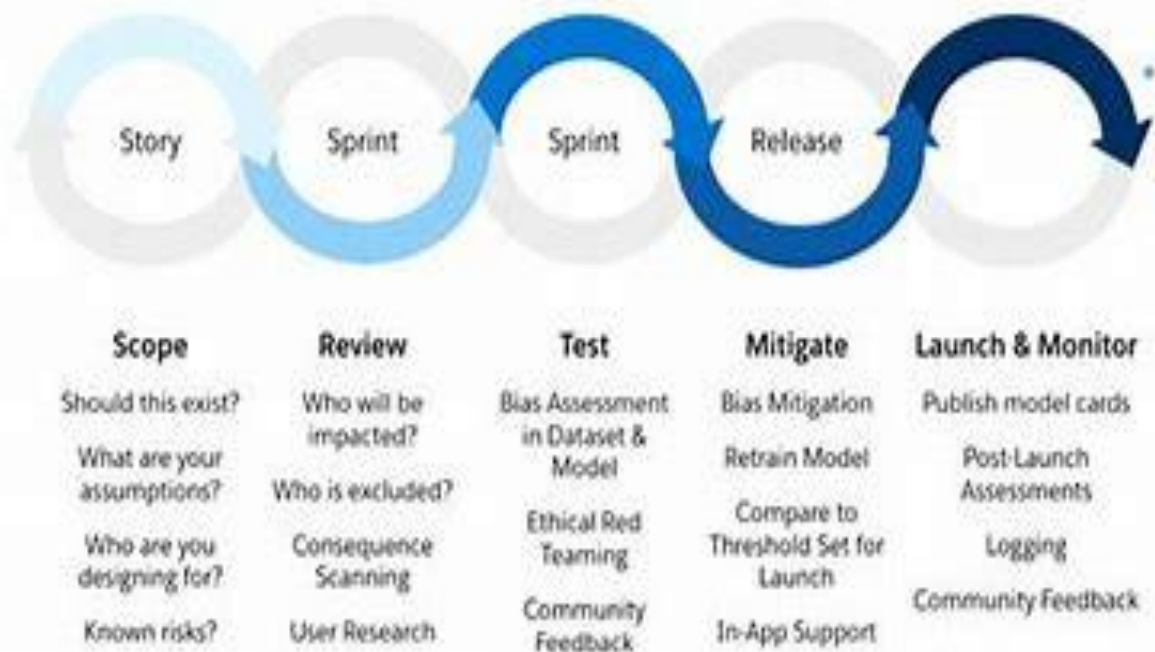 Story
Sprint
Sprint
Release
Scope
Should this exist?
What are your
assumptions?
Who are you
designing for?
Known risks?
Review
Who will be
impacted?
Who is excluded?
Consequence
Scanning
User Research
Test
Bias Assessment
in Dataset &
Model
Ethical Red
Teaming
Community
Feedback
Mitigate
Bias Mitigation
Retrain Model
Compare to
Threshold Set for
Launch
In-App Support
Launch & Monitor
Publish model cards
Post-Launch
Assessments
Logging
Community Feedback